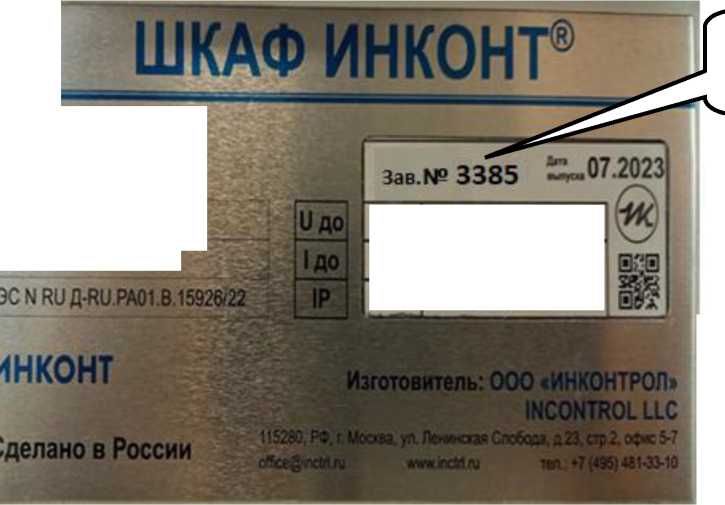 ШКАФ ИНКОНТ®
Зав.№ 3385 Дата выпуска 07.2023
U до
I до
IP
ЭС N RU Д-RU.РА01.В.15926/22
ИНКОНТ
Изготовитель: ООО «ИНКОНТРОЛ»
INCONTROL LLC
Сделано в России
115280, РФ, г. Москва, ул. Ленинская Слобода, д.23, стр.2, офис 5-7
office@inctrl.ru www.inctrl.ru тел.: +7 (495) 481-33-10